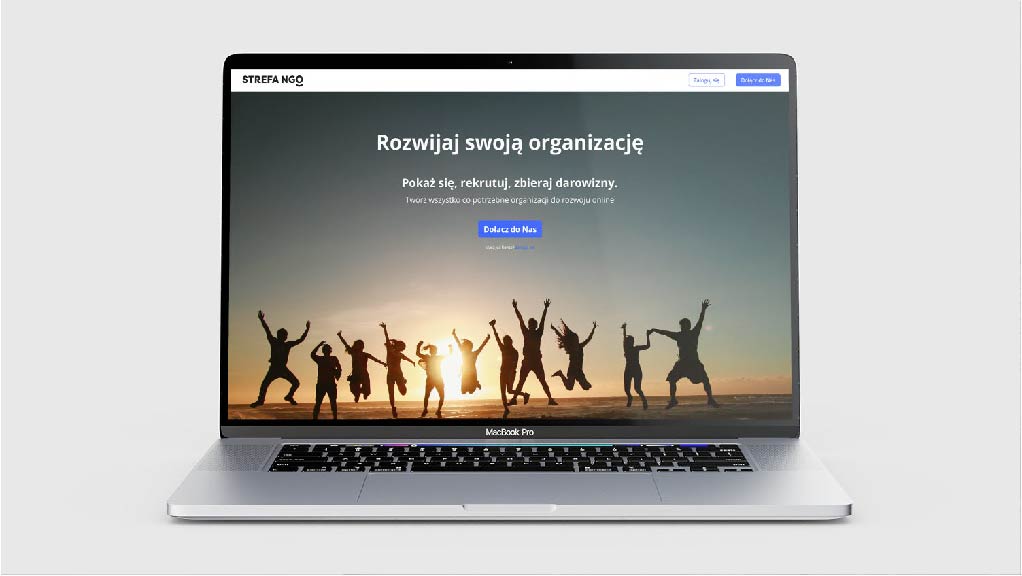 STREFA NGO
Zaloguj się
Dołącz do Nas
Rozwijaj swoją organizację
Pokaż się, rekrutuj, zbieraj darowizny.
Twórz wszystko co potrzebne organizacji do rozwoju online
Dołącz do Nas
MacBook Pro